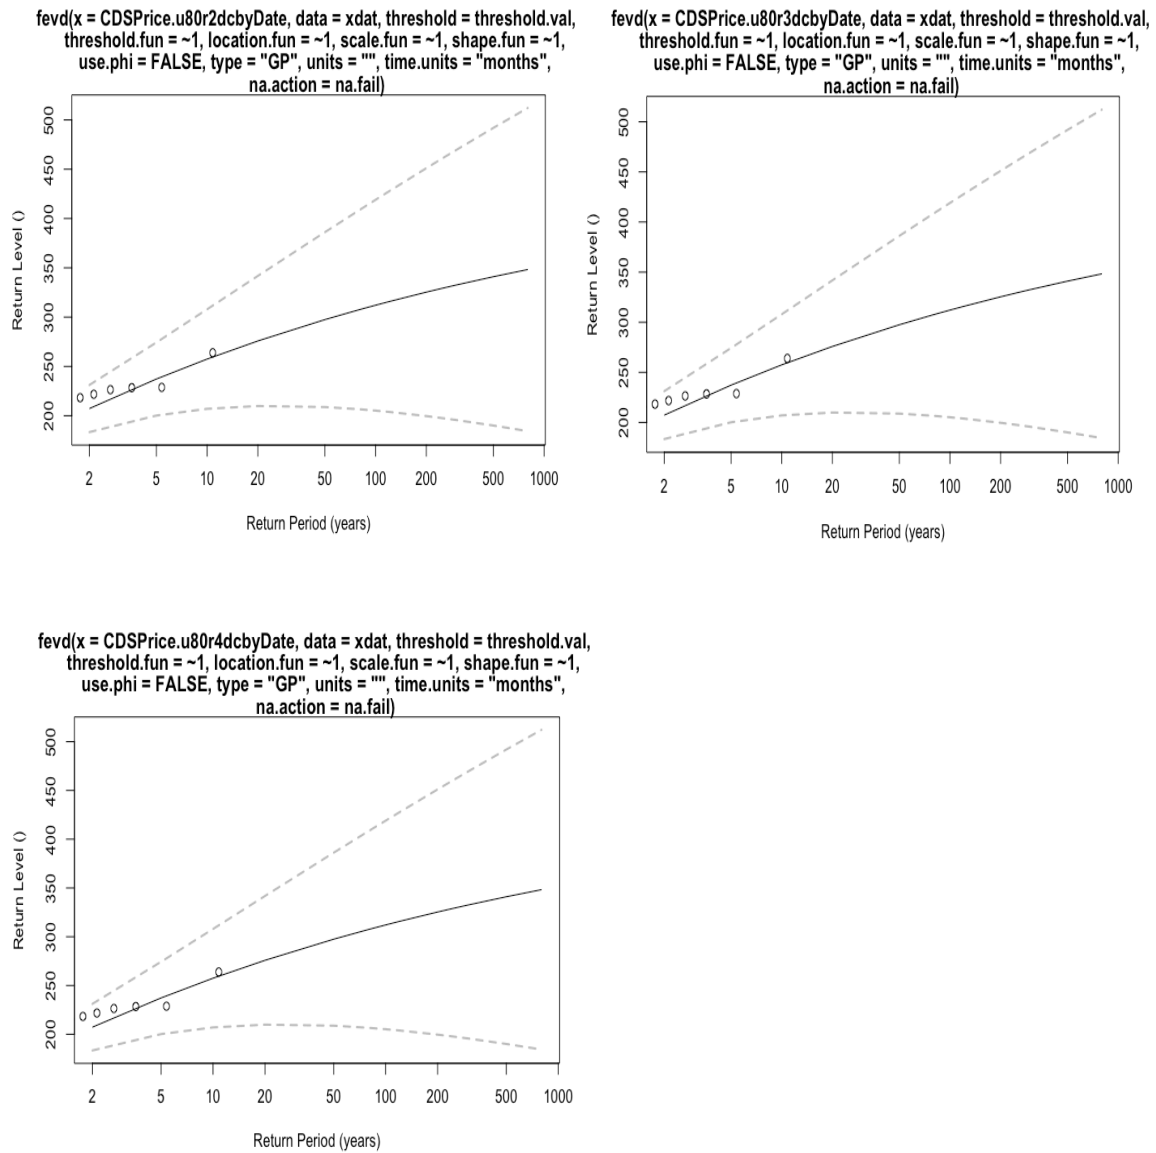 fevd(x = CDSPrice.u80r2dcbyDate, data = xdat, threshold = threshold.val,
threshold.fun = ~1, location.fun = ~1, scale.fun = ~1, shape.fun = ~1,
use.phi = FALSE, type = "GP", units = "", time.units = "months",
na.action = na.fail)
500
450
400
350
300
250
200
Return Level ()
2 5 10 20 50 100 200 500 1000
Return Period (years)
fevd(x = CDSPrice.u80r3dcbyDate, data = xdat, threshold = threshold.val,
threshold.fun = ~1, location.fun = ~1, scale.fun = ~1, shape.fun = ~1,
use.phi = FALSE, type = "GP", units = "", time.units = "months",
na.action = na.fail)
500
450
400
350
300
250
200
Return Level ()
2 5 10 20 50 100 200 500 1000
Return Period (years)
fevd(x = CDSPrice.u80r4dcbyDate, data = xdat, threshold = threshold.val,
threshold.fun = ~1, location.fun = ~1, scale.fun = ~1, shape.fun = ~1,
use.phi = FALSE, type = "GP", units = "", time.units = "months",
na.action = na.fail)
500
450
400
350
300
250
200
Return Level ()
2 5 10 20 50 100 200 500 1000
Return Period (years)